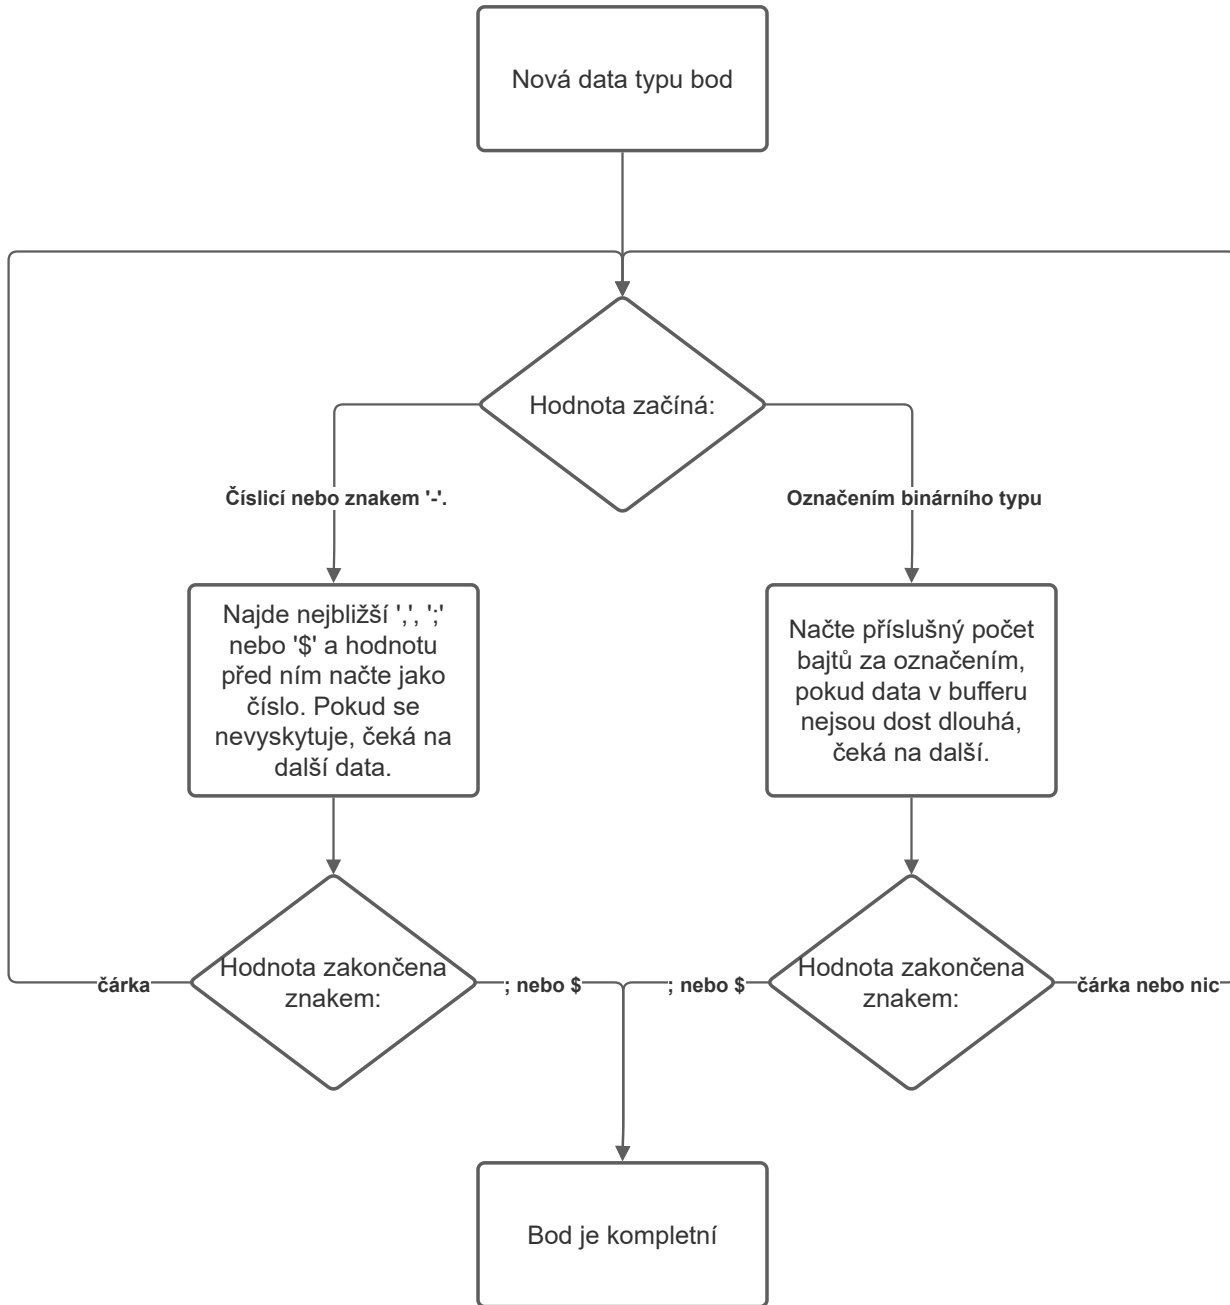 Nová data typu bod
Hodnota začíná:
Číslicí nebo znakem '-'.
Označením binárního typu
Najde nejbližší ',', ';'
nebo '$' a hodnotu
před ním načte jako
číslo. Pokud se
nevyskytuje, čeká na
další data.
Načte příslušný počet
bajtů za označením,
pokud data v bufferu
nejsou dost dlouhá,
čeká na další.
čárka
Hodnota zakončena
znakem:
; nebo $
; nebo $
Hodnota zakončena
znakem:
čárka nebo nic
Bod je kompletní